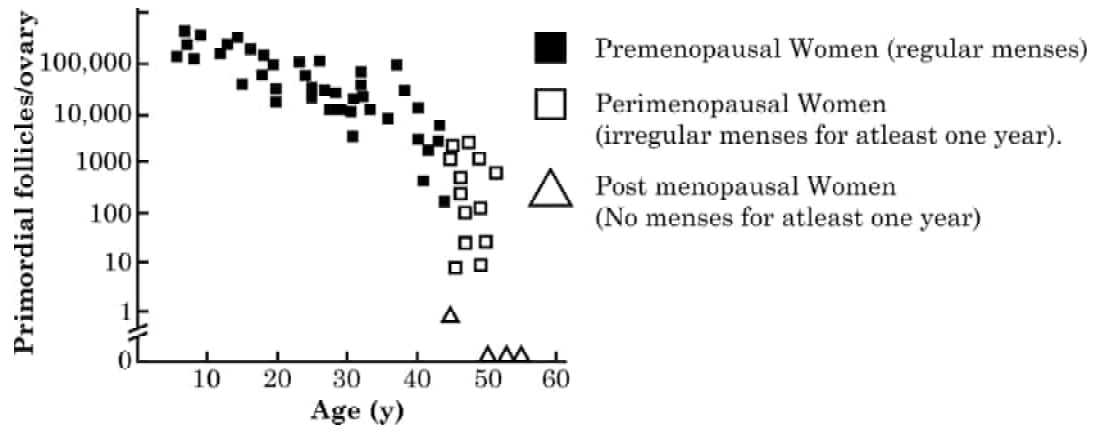 Primordial follicles/ovary
100,000
10,000
1000
100
10
1
0
10 20 30 40 50 60
Age (y)
Premenopausal Women (regular menses)
Perimenopausal Women
(irregular menses for atleast one year).
Post menopausal Women
(No menses for atleast one year)